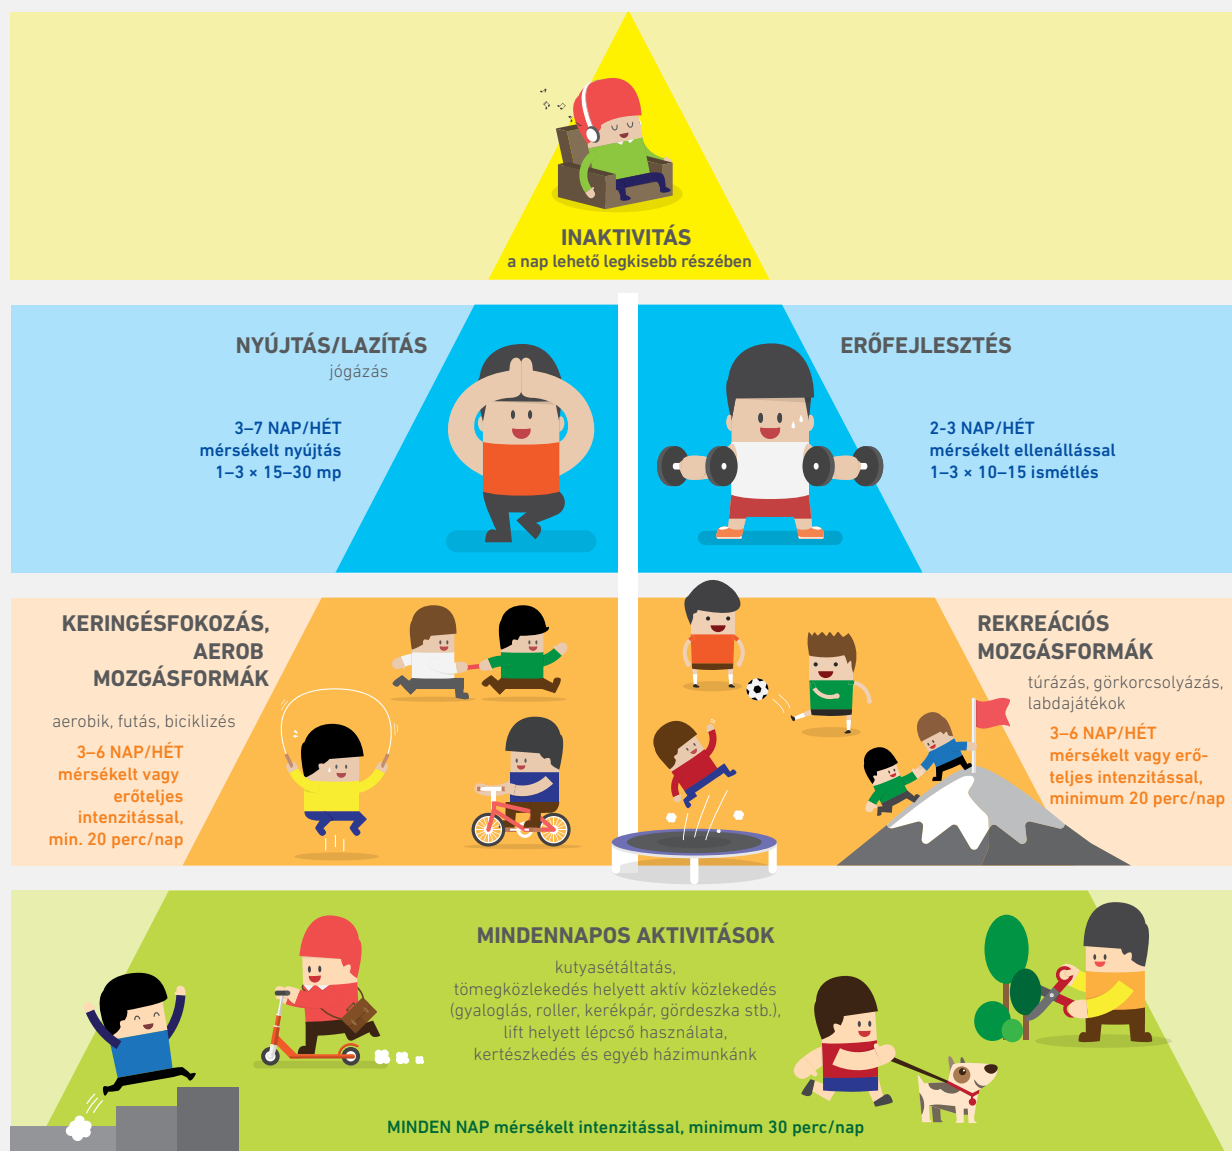 INAKTIVITÁS
a nap lehető legkisebb részében
NYÚJTÁS/LAZÍTÁS
jógázás
3–7 NAP/HÉT
mérsékelt nyújtás
1–3 × 15–30 mp
ERŐFEJLESZTÉS
2-3 NAP/HÉT
mérsékelt ellenállással
1–3 × 10–15 ismétlés
KERINGÉSFOKOZÁS,
AEROB
MOZGÁSFORMÁK
aerobik, futás, biciklizés
3–6 NAP/HÉT
mérsékelt vagy
erőteljes
intenzitással,
min. 20 perc/nap
REKREÁCIÓS
MOZGÁSFORMÁK
túrázás, görkorcsolyázás,
labdajátékok
3–6 NAP/HÉT
mérsékelt vagy erő-
teljes intenzitással,
minimum 20 perc/nap
MINDENNAPOS AKTIVITÁSOK
kutyasétáltatás,
tömegközlekedés helyett aktív közlekedés
(gyaloglás, roller, kerékpár, gördeszka stb.),
lift helyett lépcső használata,
kertészkedés és egyéb házimunkánk
MINDEN NAP mérsékelt intenzitással, minimum 30 perc/nap